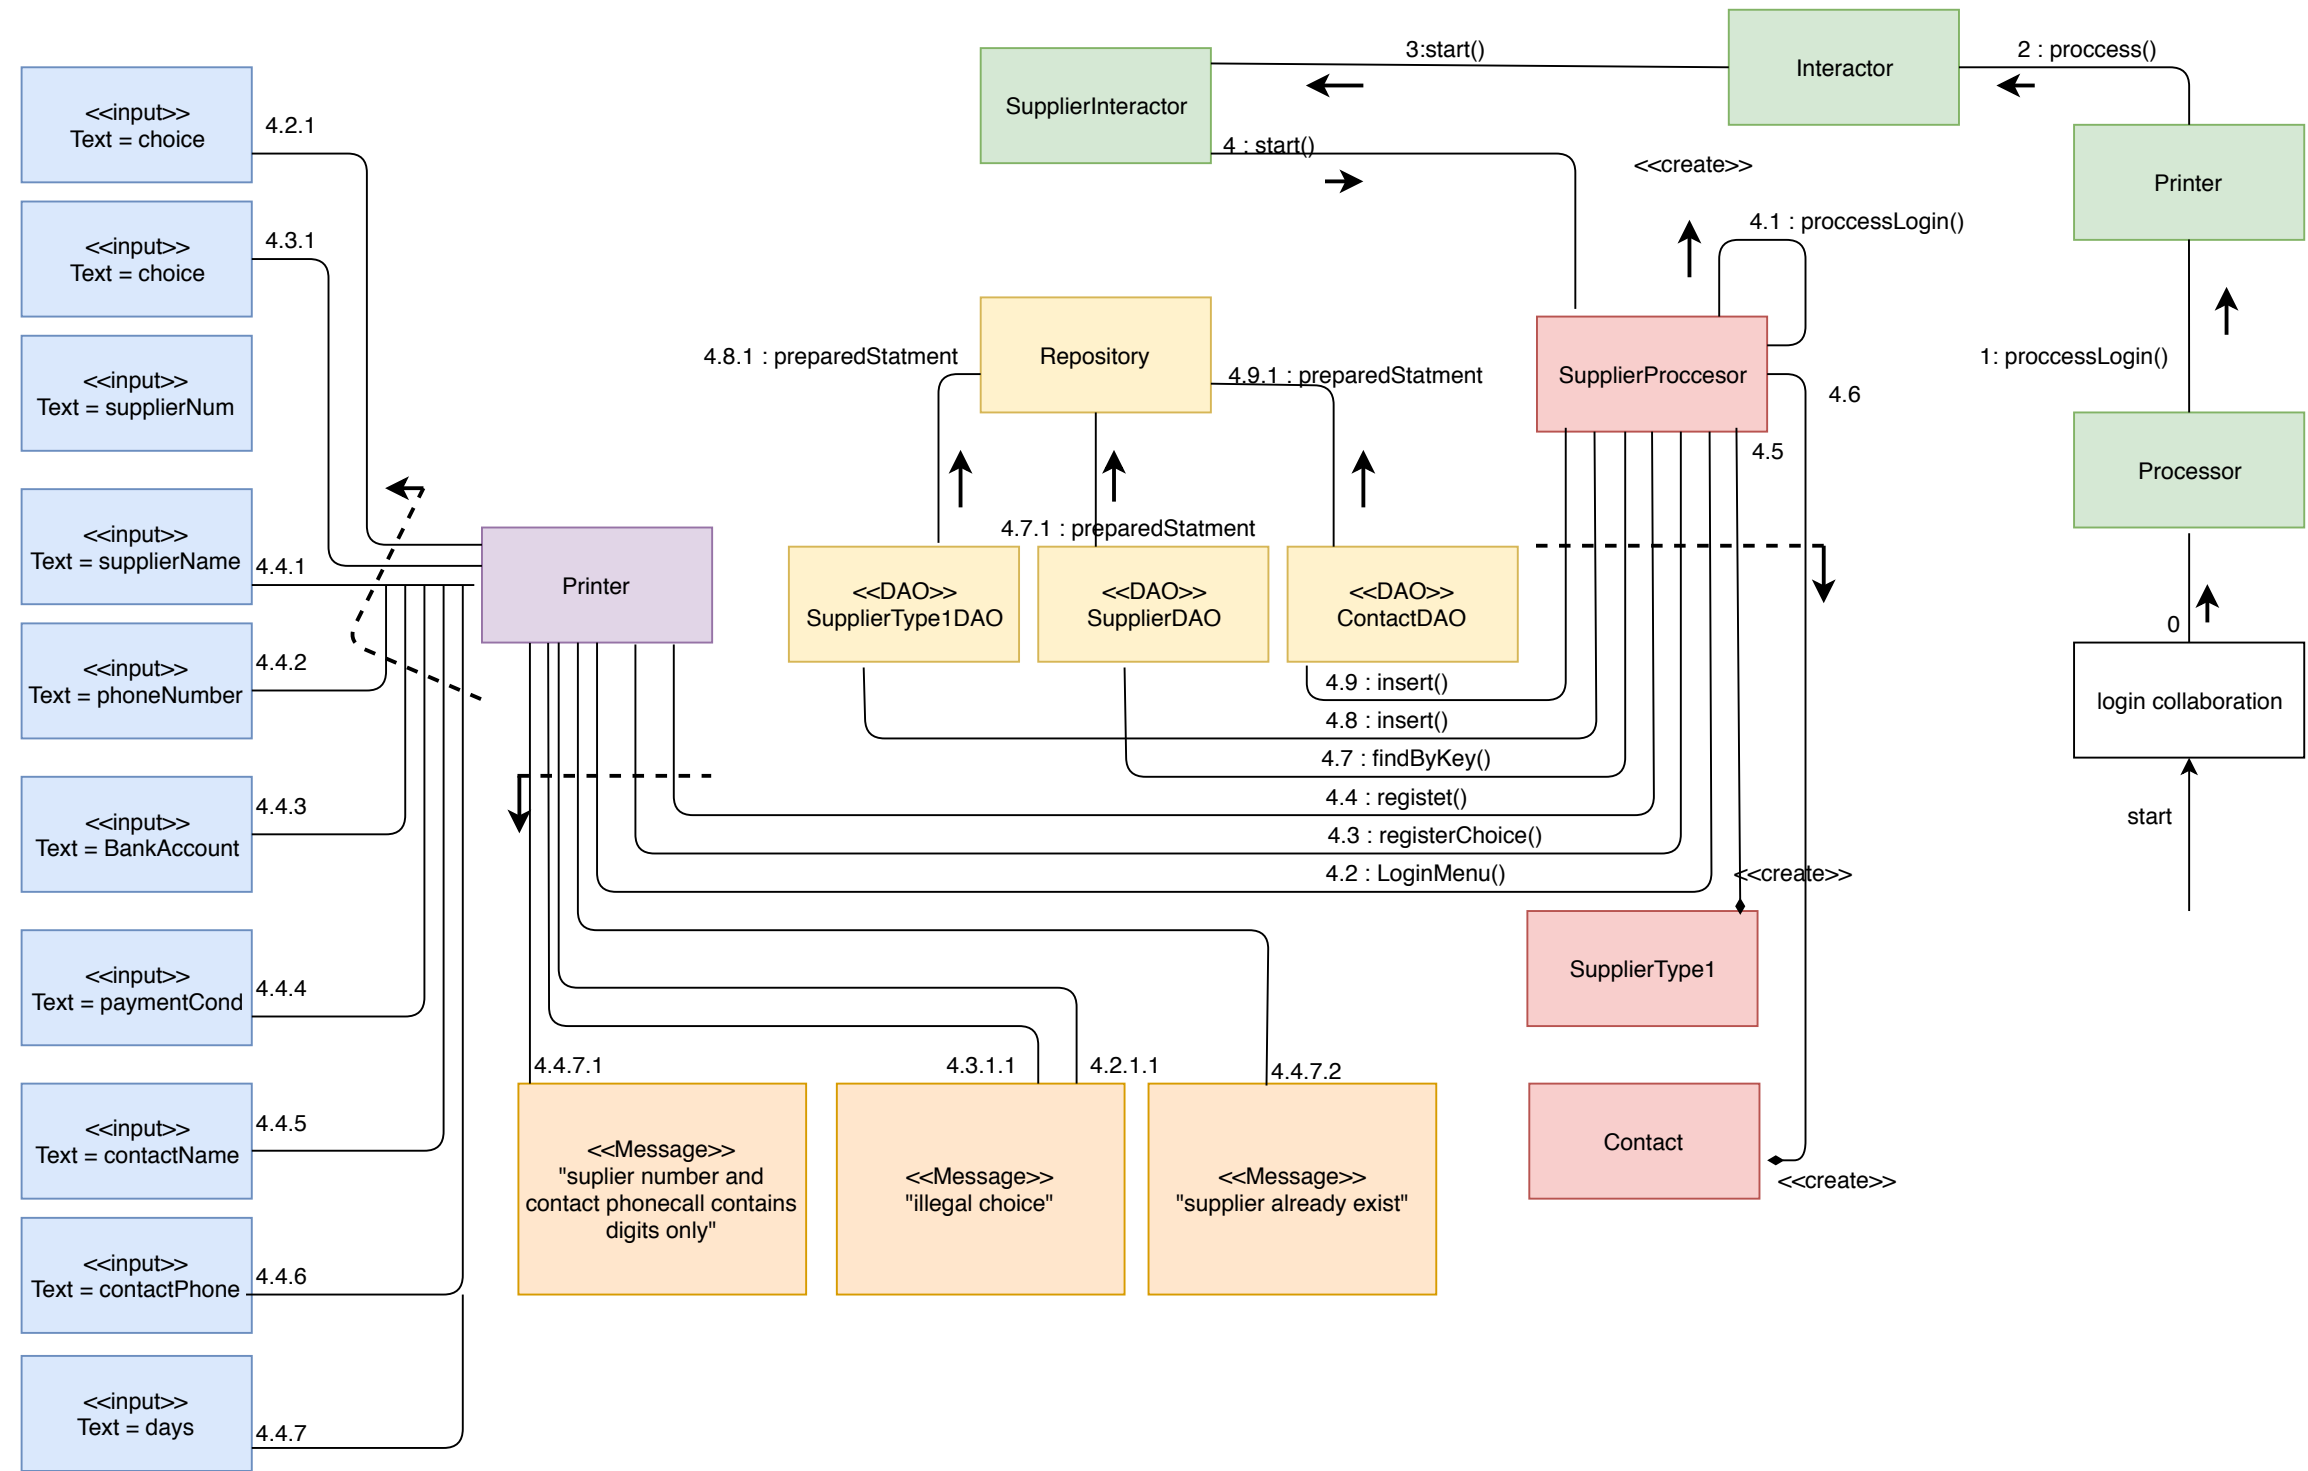 3:start()
2 : proccess()
Interactor
SupplierInteractor
<<input>>
Text = choice
4.2.1
4 : start()
<<create>>
Printer
4.1 : proccessLogin()
<<input>>
Text = choice
4.3.1
4.8.1 : preparedStatment
Repository
4.9.1 : preparedStatment
SupplierProccesor
1: proccessLogin()
4.6
<<input>>
Text = supplierNum
4.5
Processor
<<input>>
Text = supplierName
4.4.1
4.7.1 : preparedStatment
Printer
<<DAO>>
SupplierType1DAO
<<DAO>>
SupplierDAO
<<DAO>>
ContactDAO
0
<<input>>
Text = phoneNumber
4.4.2
4.9 : insert()
login collaboration
4.8 : insert()
4.7 : findByKey()
4.4 : registet()
start
<<input>>
Text = BankAccount
4.4.3
4.3 : registerChoice()
4.2 : LoginMenu()
<<create>>
<<input>>
Text = paymentCond
4.4.4
SupplierType1
4.4.7.1
4.3.1.1
4.2.1.1
4.4.7.2
<<input>>
Text = contactName
4.4.5
<<Message>>
"suplier number and
contact phonecall contains
digits only"
<<Message>>
"illegal choice"
<<Message>>
"supplier already exist"
Contact
<<create>>
<<input>>
Text = contactPhone
4.4.6
<<input>>
Text = days
4.4.7